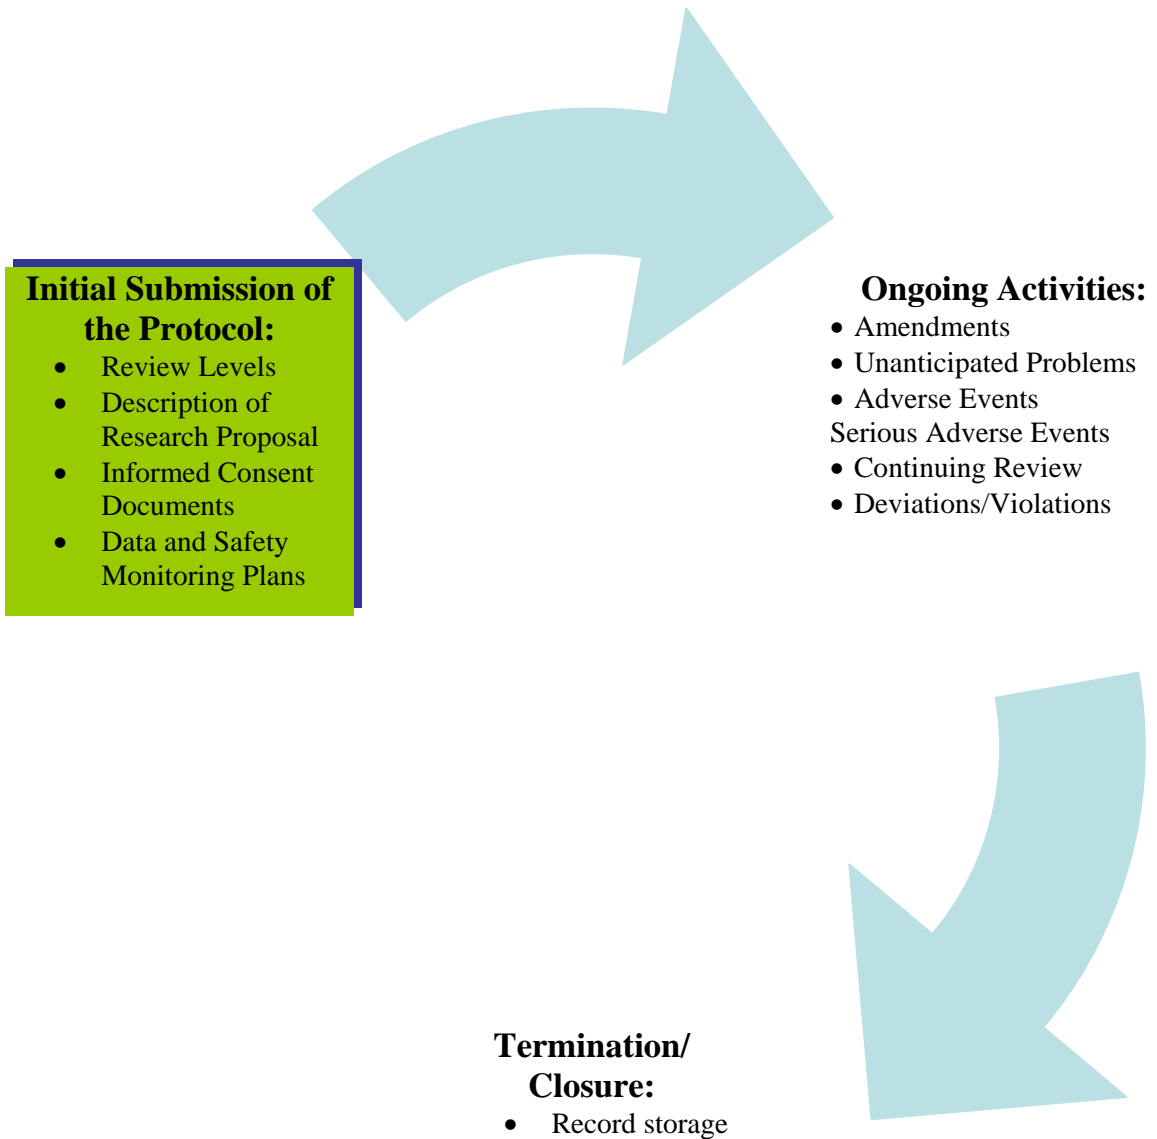 Initial Submission of
the Protocol:
• Review Levels
• Description of
Research Proposal
• Informed Consent
Documents
• Data and Safety
Monitoring Plans
Ongoing Activities:
• Amendments
• Unanticipated Problems
• Adverse Events
Serious Adverse Events
• Continuing Review
• Deviations/Violations
Termination/
Closure:
• Record storage